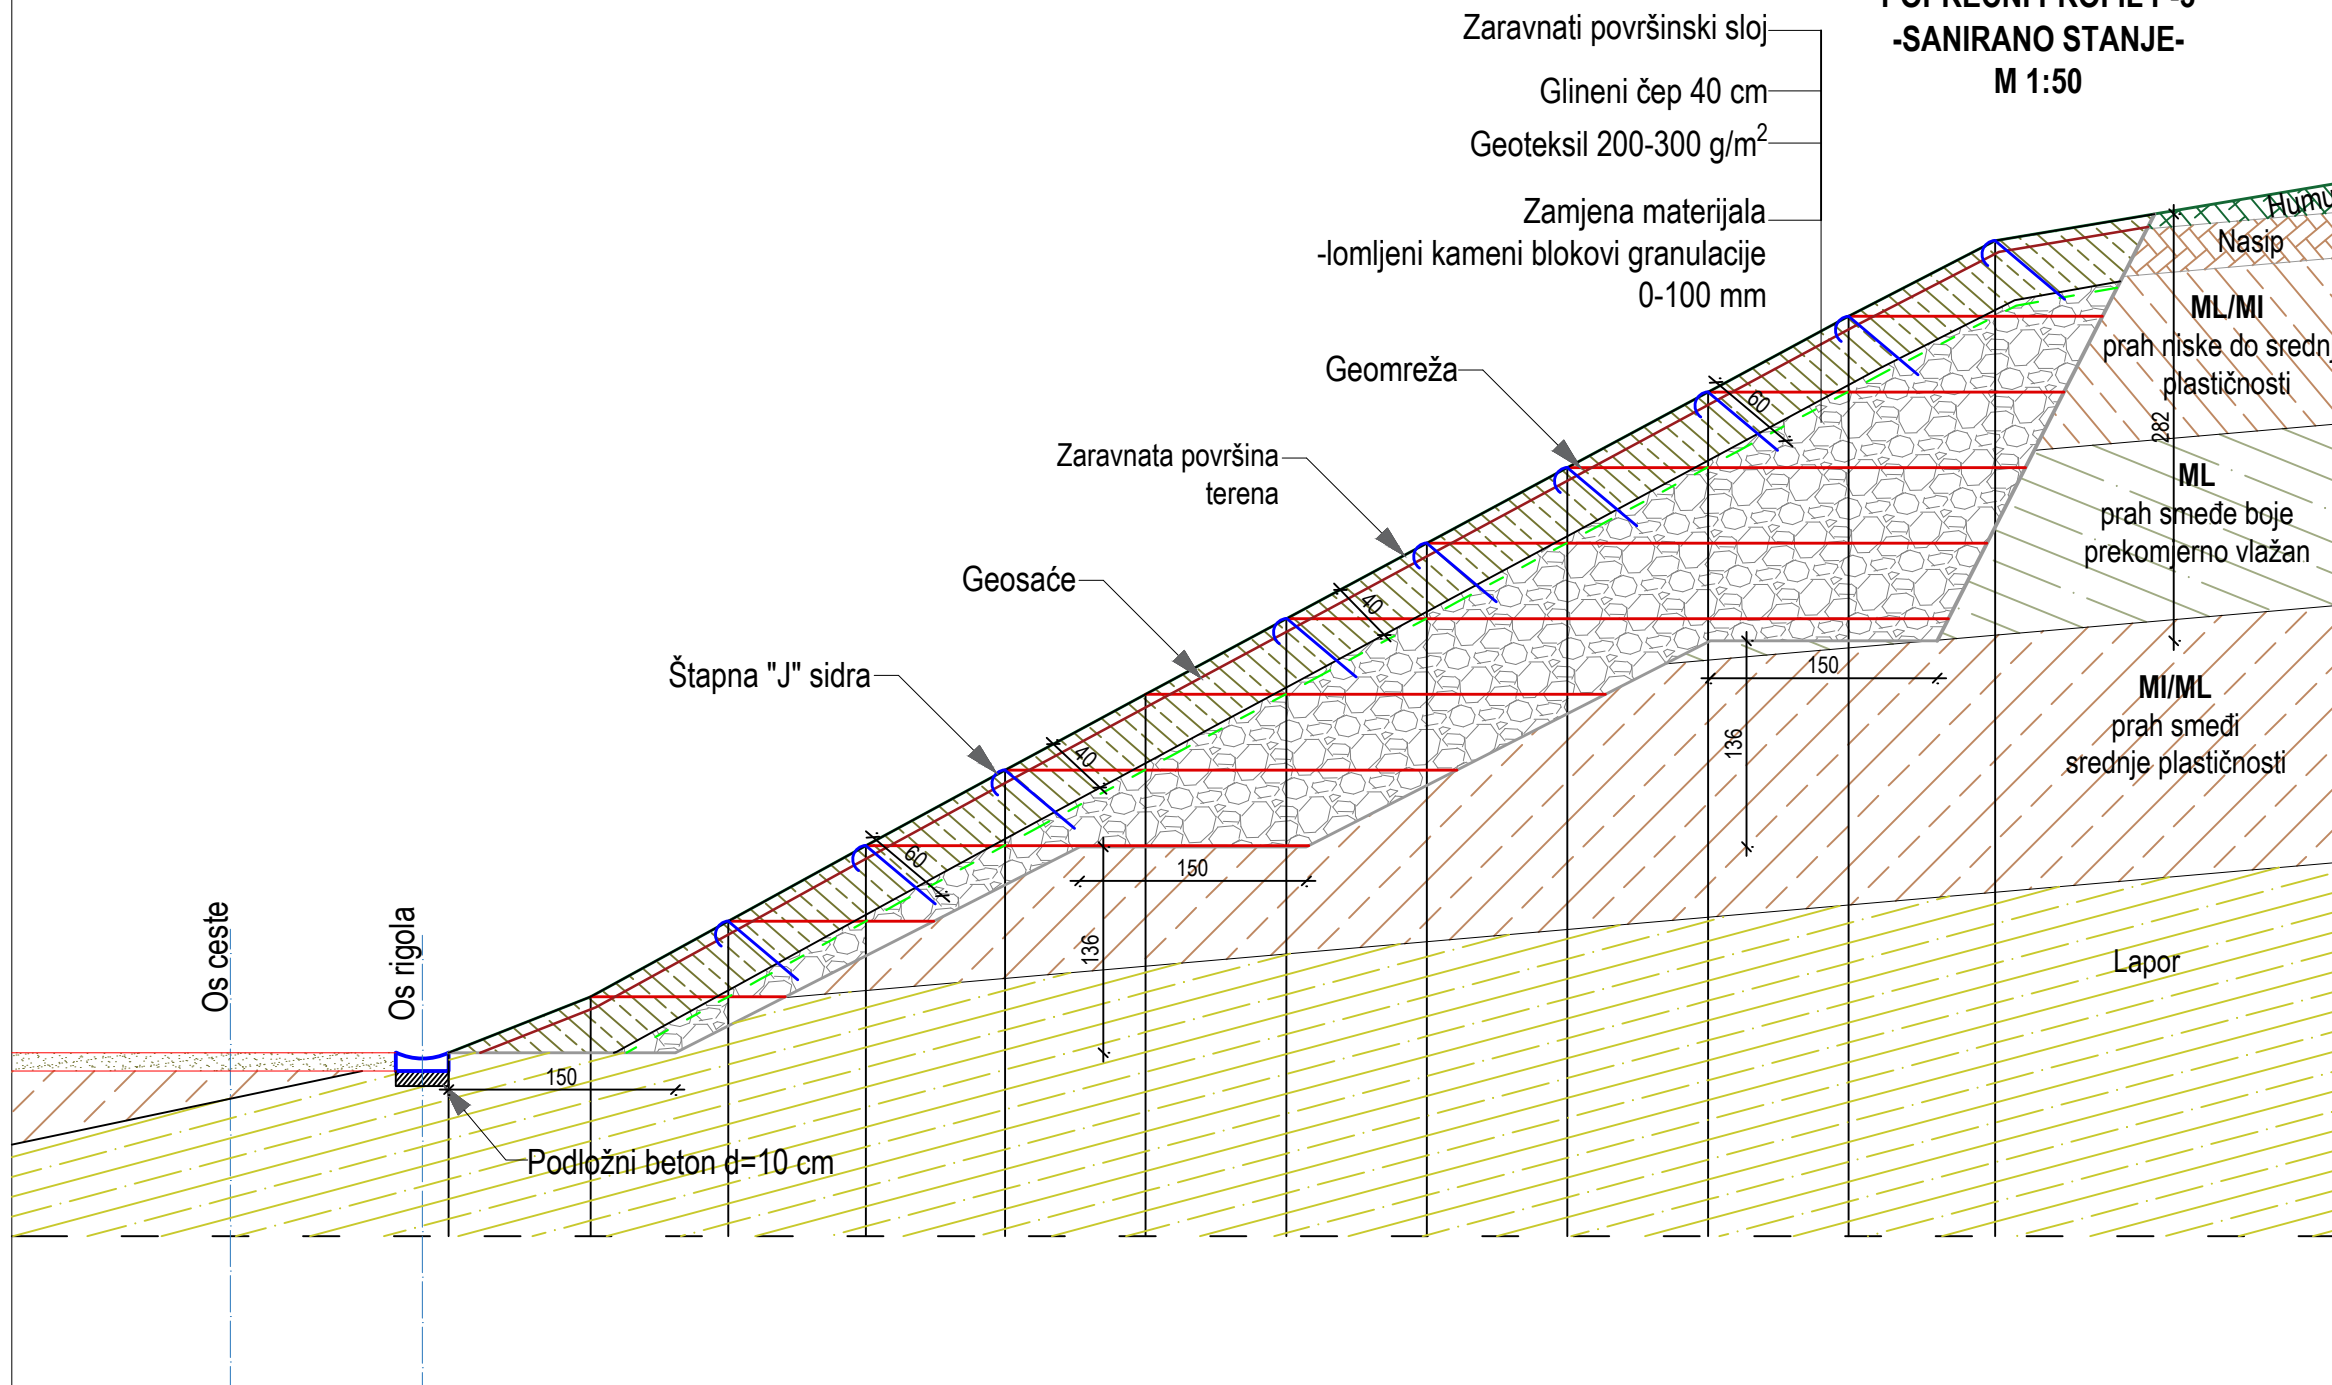 -SANIRANO STANJE-
M 1:50
Zaravnati površinski sloj
Glineni čep 40 cm
Geoteksil 200-300 g/m²
Zamjena materijala
-lomljeni kameni blokovi granulacije
0-100 mm
Geomreža
Zaravnata površina
terena
Geosaće
Štapna "J" sidra
Nasip
ML/MI
prah niske do
plastičnosti
282
ML
prah smeđe boje
prekomjerno vlažan
MI/ML
prah smeđi
srednje plastičnosti
Lapor
60
40
40
60
150
136
150
136
150
Os ceste
Os rigola
Podložni beton d=10 cm